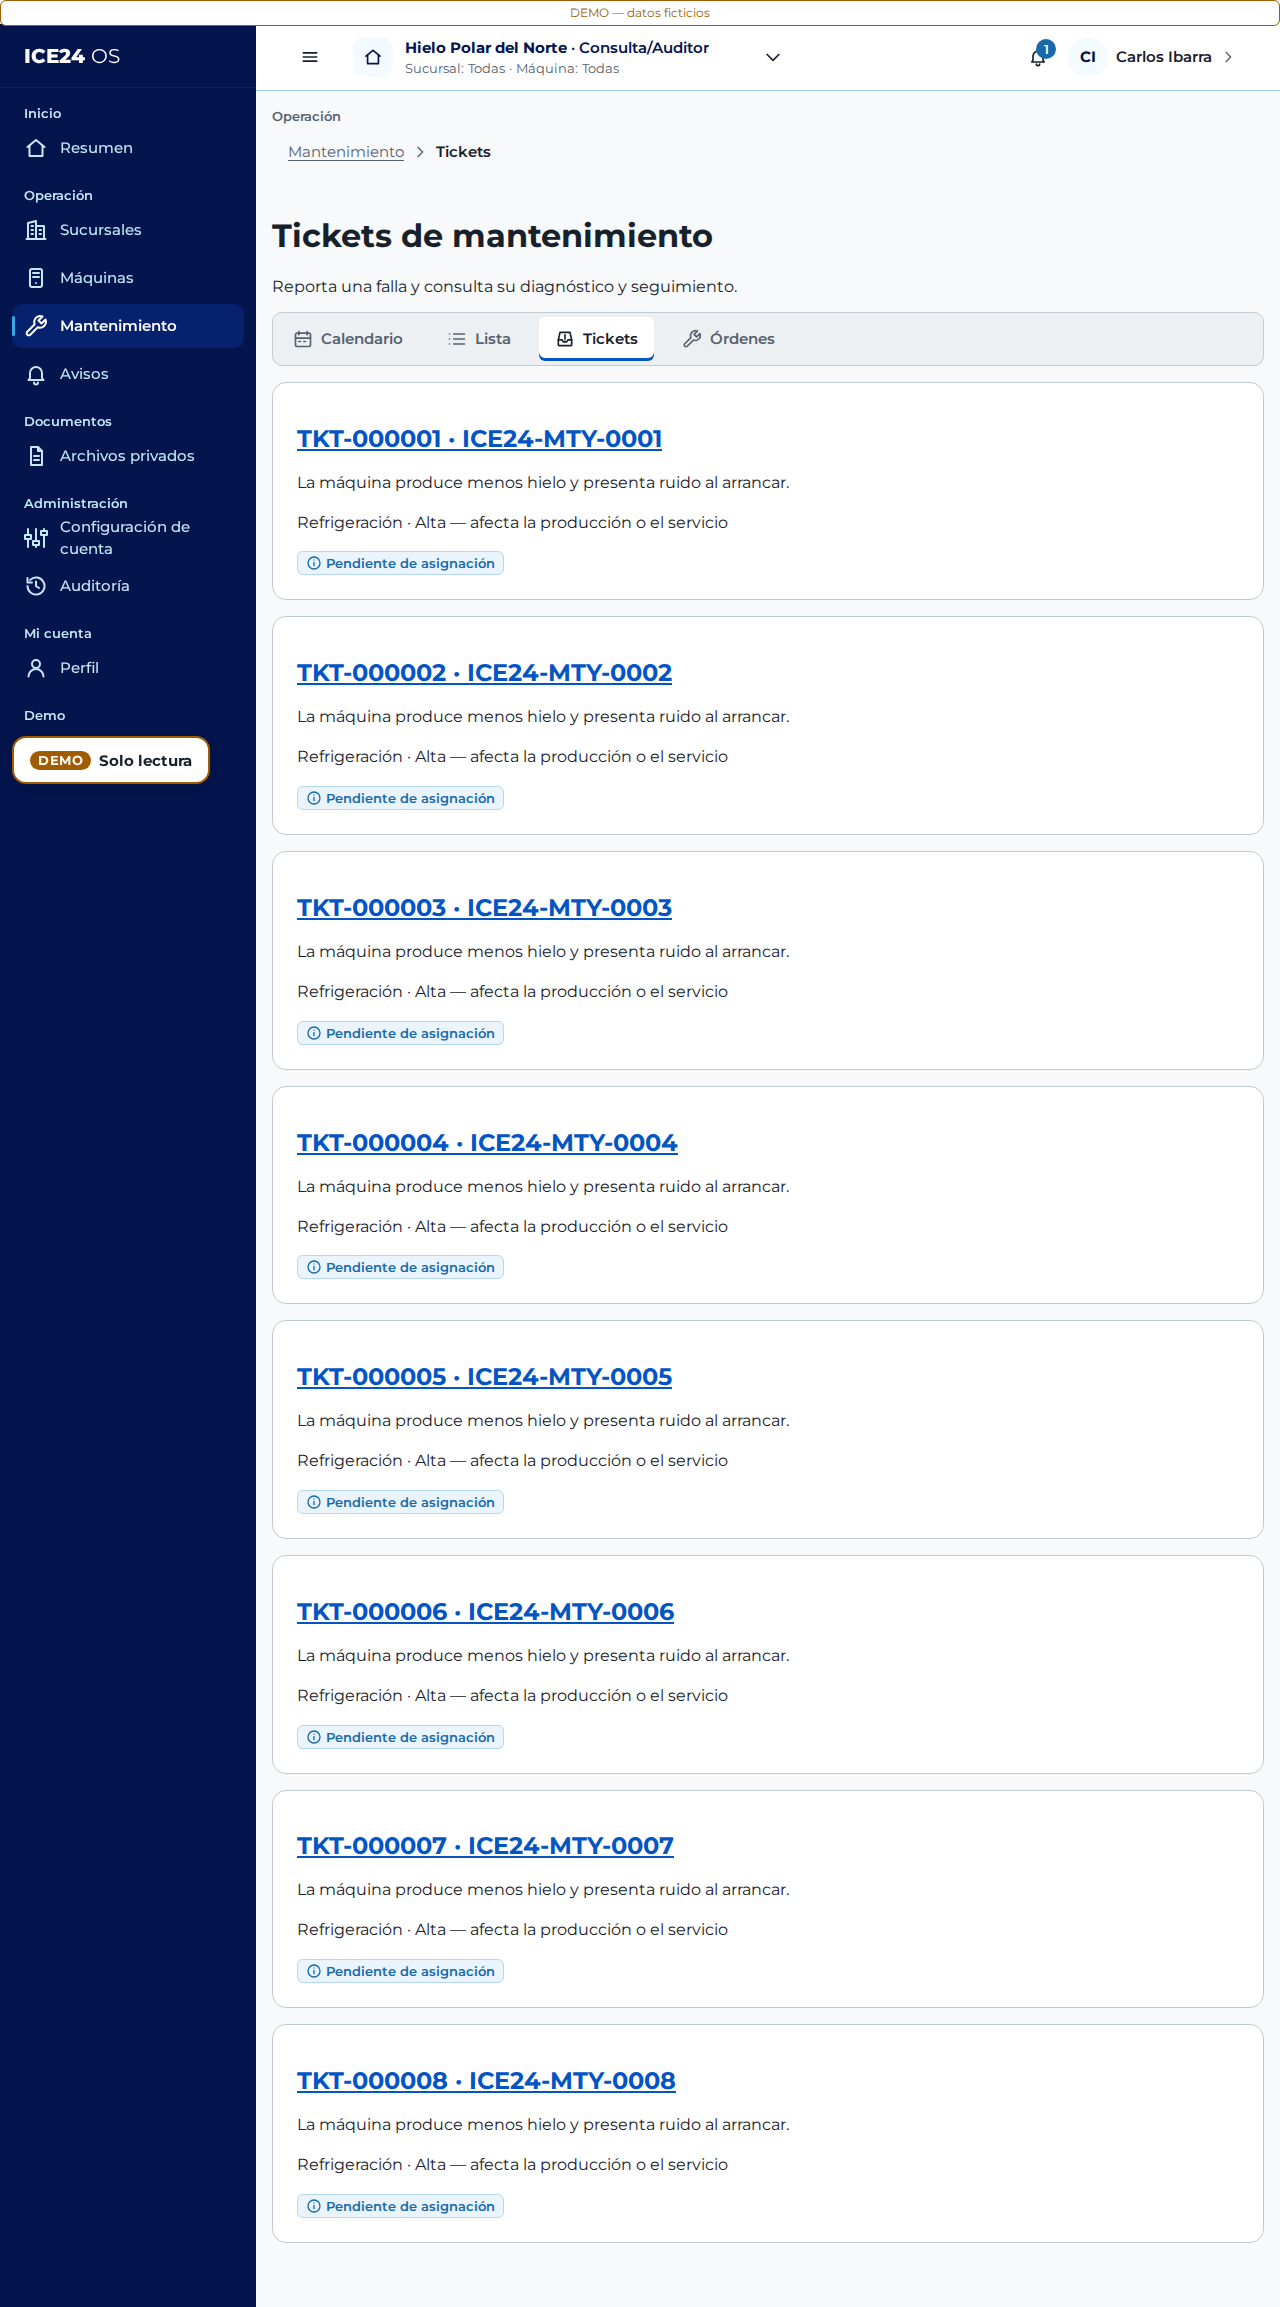 DEMO — datos ficticios
ICE24 OS
Inicio
Resumen
Operación
Sucursales
Máquinas
Mantenimiento
Avisos
Documentos
Archivos privados
Administración
Configuración de
cuenta
Auditoría
Mi cuenta
Perfil
Demo
DEMO Solo lectura
Hielo Polar del Norte · Consulta/Auditor
Sucursal: Todas · Máquina: Todas
1
CI Carlos Ibarra
Operación
Mantenimiento Tickets
Tickets de mantenimiento
Reporta una falla y consulta su diagnóstico y seguimiento.
Calendario Lista Tickets Órdenes
TKT-000001 · ICE24-MTY-0001
La máquina produce menos hielo y presenta ruido al arrancar.
Refrigeración · Alta — afecta la producción o el servicio
Pendiente de asignación
TKT-000002 · ICE24-MTY-0002
La máquina produce menos hielo y presenta ruido al arrancar.
Refrigeración · Alta — afecta la producción o el servicio
Pendiente de asignación
TKT-000003 · ICE24-MTY-0003
La máquina produce menos hielo y presenta ruido al arrancar.
Refrigeración · Alta — afecta la producción o el servicio
Pendiente de asignación
TKT-000004 · ICE24-MTY-0004
La máquina produce menos hielo y presenta ruido al arrancar.
Refrigeración · Alta — afecta la producción o el servicio
Pendiente de asignación
TKT-000005 · ICE24-MTY-0005
La máquina produce menos hielo y presenta ruido al arrancar.
Refrigeración · Alta — afecta la producción o el servicio
Pendiente de asignación
TKT-000006 · ICE24-MTY-0006
La máquina produce menos hielo y presenta ruido al arrancar.
Refrigeración · Alta — afecta la producción o el servicio
Pendiente de asignación
TKT-000007 · ICE24-MTY-0007
La máquina produce menos hielo y presenta ruido al arrancar.
Refrigeración · Alta — afecta la producción o el servicio
Pendiente de asignación
TKT-000008 · ICE24-MTY-0008
La máquina produce menos hielo y presenta ruido al arrancar.
Refrigeración · Alta — afecta la producción o el servicio
Pendiente de asignación